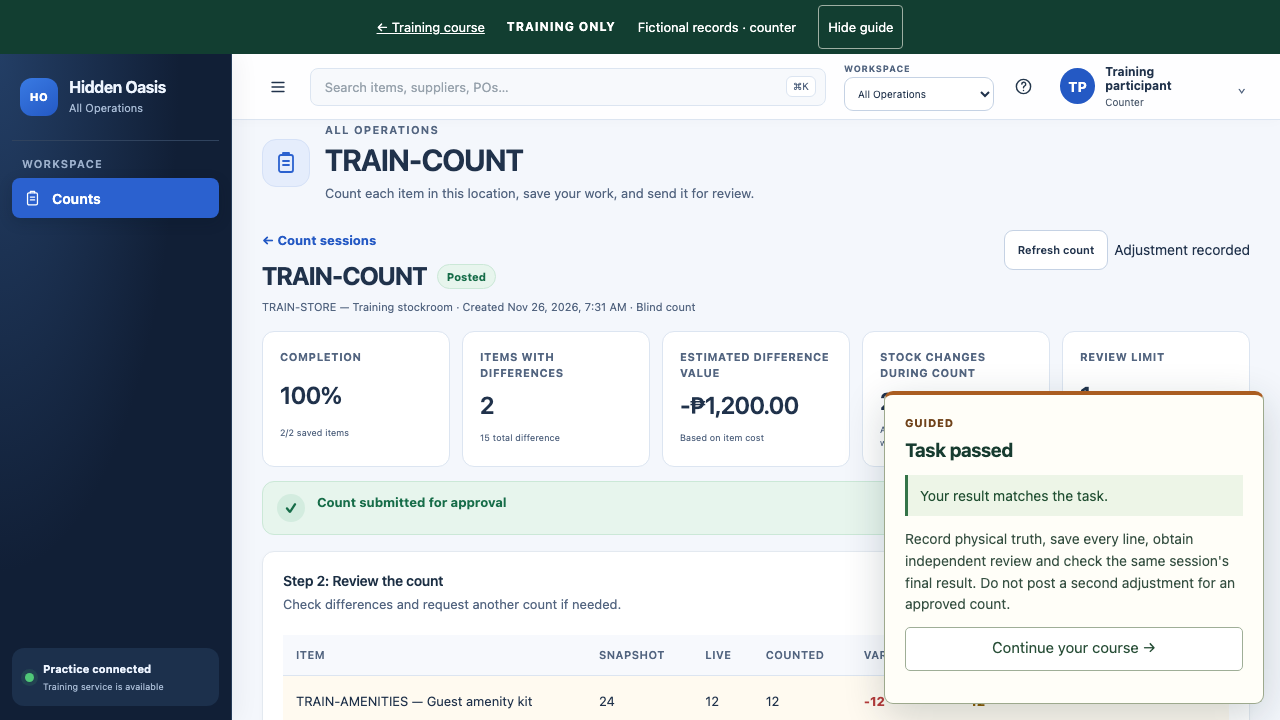 ← Training course
TRAINING ONLY
Fictional records · counter
Hide guide
HO
Hidden Oasis
All Operations
WORKSPACE
Counts
Practice connected
Training service is available
Search items, suppliers, POs...
⌘K
WORKSPACE
All Operations
TP
Training participant
Counter
ALL OPERATIONS
TRAIN-COUNT
Count each item in this location, save your work, and send it for review.
← Count sessions
Refresh count
Adjustment recorded
TRAIN-COUNT
Posted
TRAIN-STORE — Training stockroom · Created Nov 26, 2026, 7:31 AM · Blind count
COMPLETION
100%
2/2 saved items
ITEMS WITH DIFFERENCES
2
15 total difference
ESTIMATED DIFFERENCE VALUE
-₱1,200.00
Based on item cost
STOCK CHANGES DURING COUNT
REVIEW LIMIT
Count submitted for approval
Step 2: Review the count
Check differences and request another count if needed.
ITEM
SNAPSHOT
LIVE
COUNTED
TRAIN-AMENITIES — Guest amenity kit
24
12
12
-12
GUIDED
Task passed
Your result matches the task.
Record physical truth, save every line, obtain
independent review and check the same session's
final result. Do not post a second adjustment for an
approved count.
Continue your course →